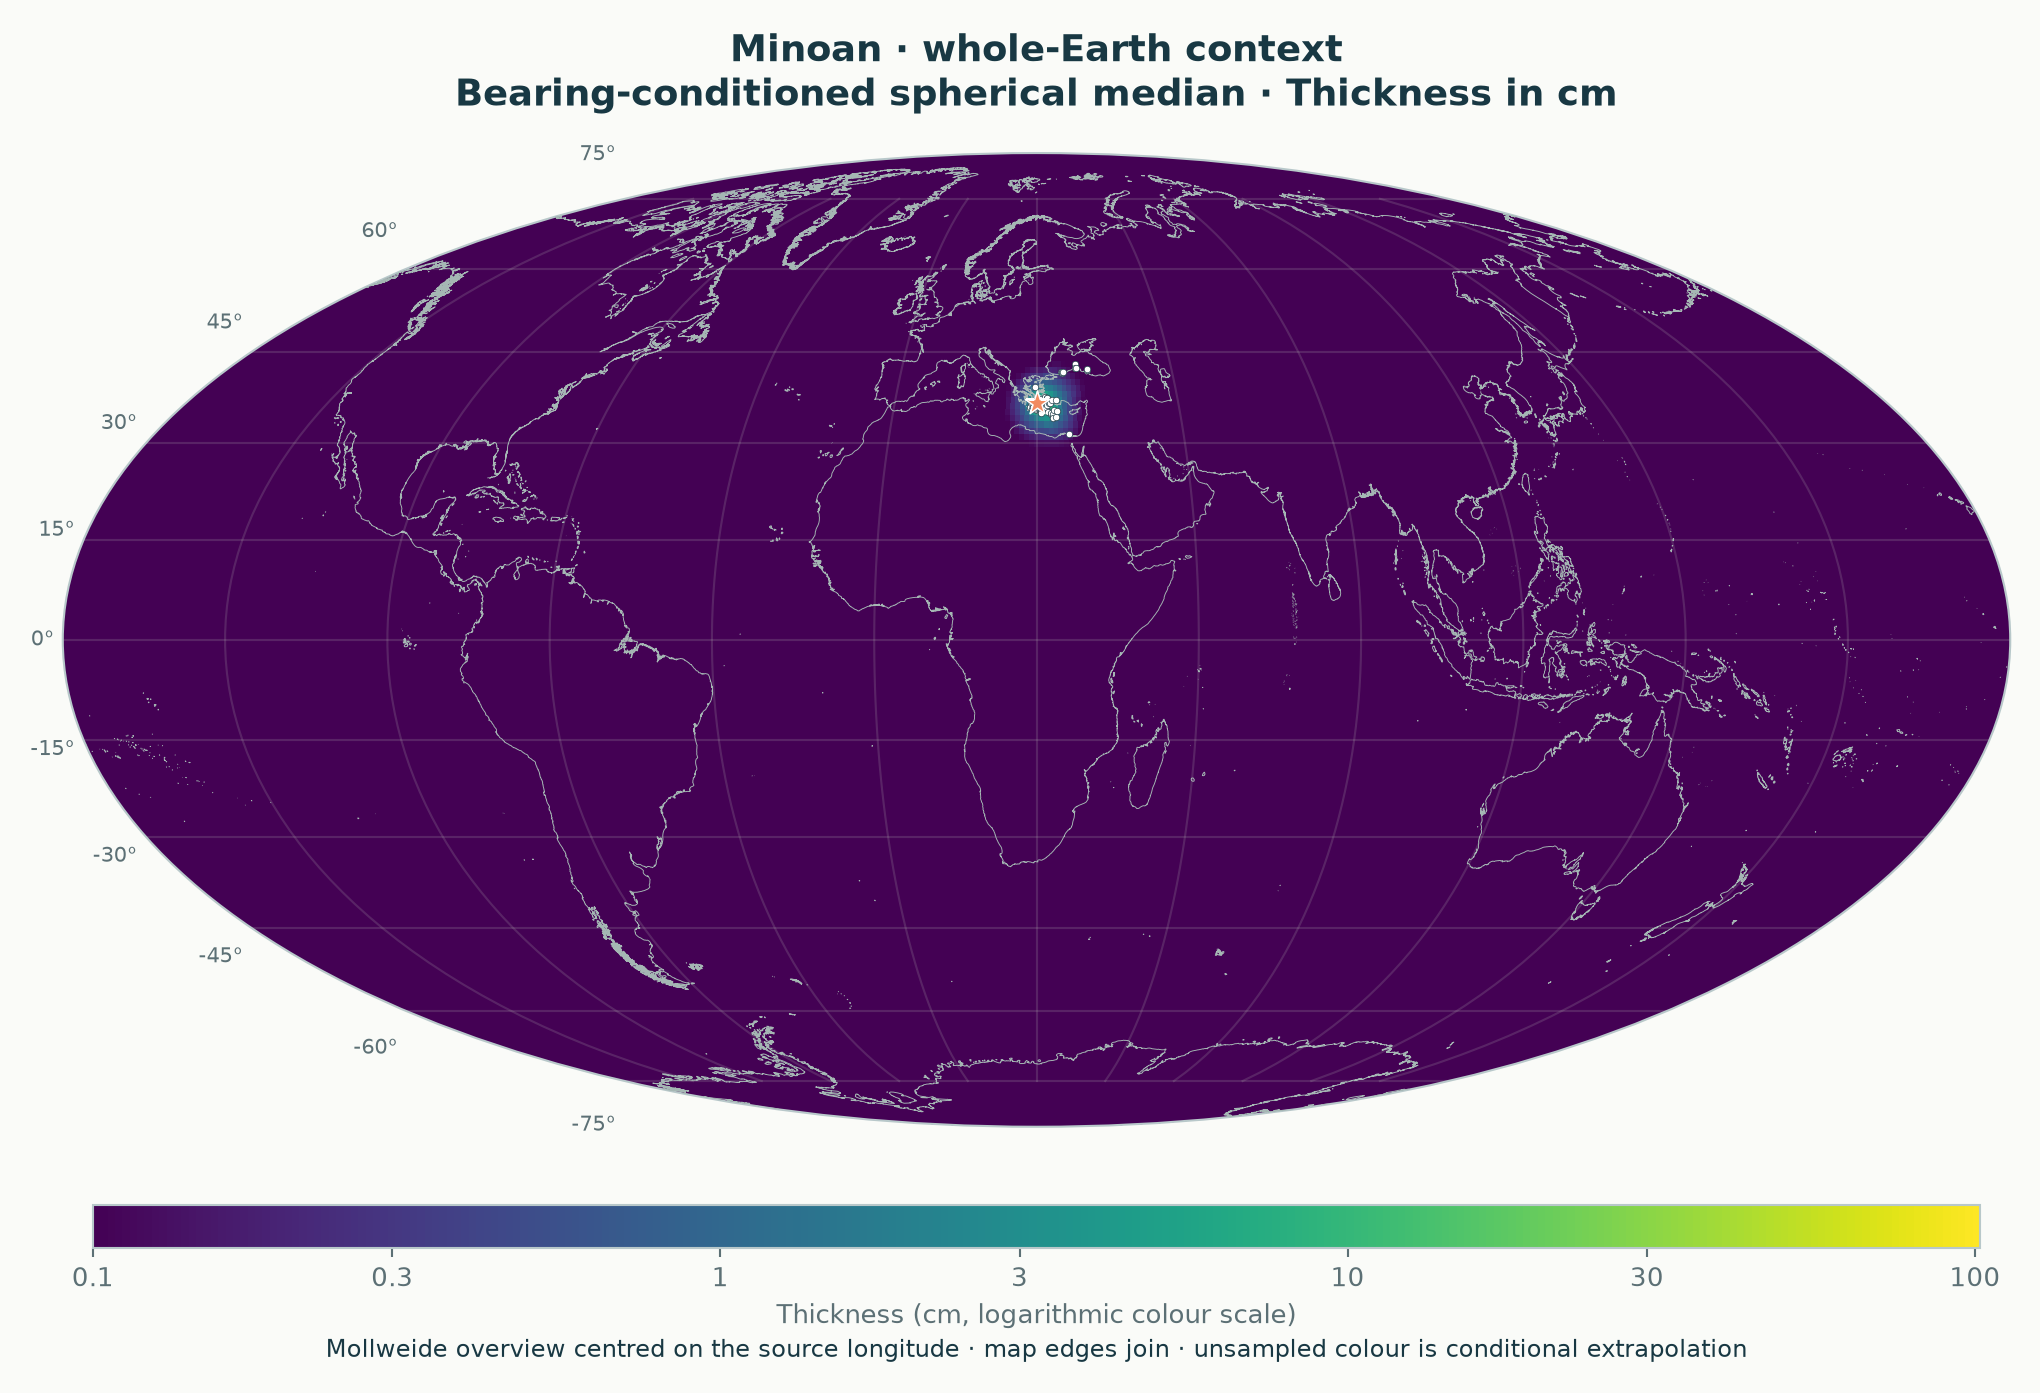 Minoan · whole-Earth context
Bearing-conditioned spherical median · Thickness in cm
75°
60°
45°
30°
15°
0°
-15°
-30°
-45°
-60°
-75°
0.1 0.3 1 3 10 30 100
Thickness (cm, logarithmic colour scale)
Mollweide overview centred on the source longitude · map edges join · unsampled colour is conditional extrapolation